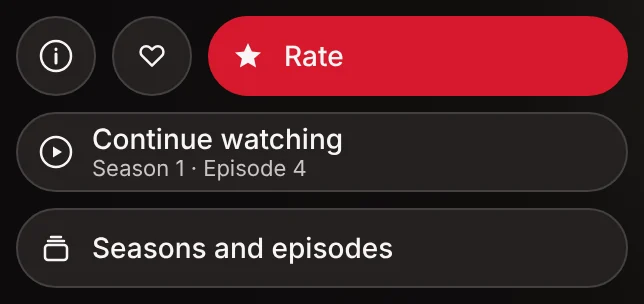 Rate
Continue watching
Season 1 · Episode 4
Seasons and episodes